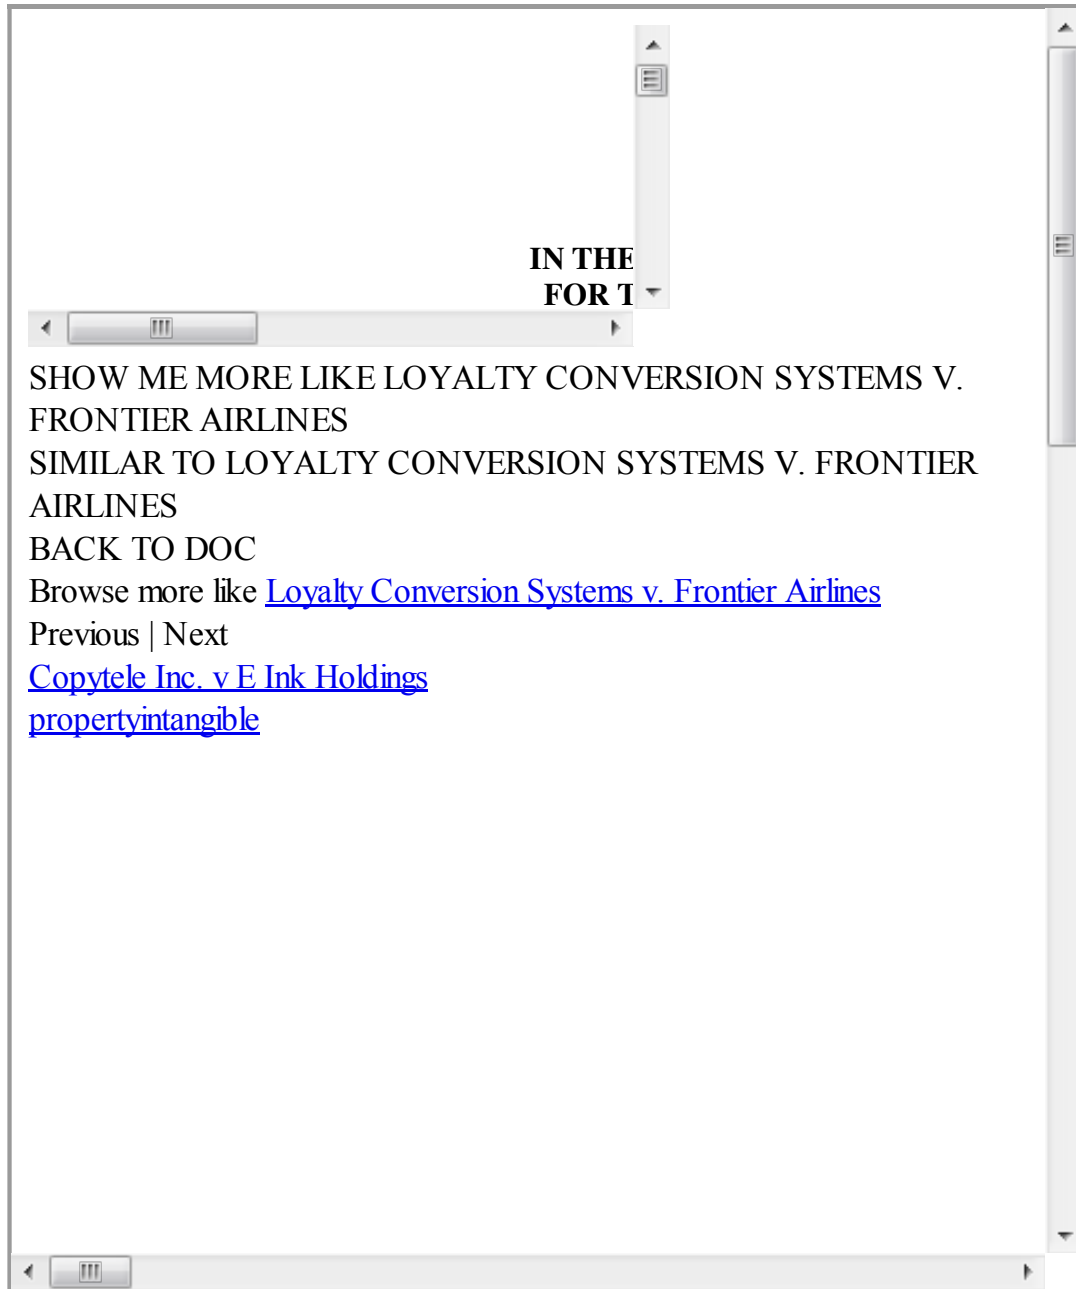 IN THE
FOR T
SHOW ME MORE LIKE LOYALTY CONVERSION SYSTEMS V.
FRONTIER AIRLINES
SIMILAR TO LOYALTY CONVERSION SYSTEMS V. FRONTIER
AIRLINES
BACK TO DOC
Browse more like Loyalty Conversion Systems v. Frontier Airlines
Previous | Next
Copytele Inc. v E Ink Holdings
propertyintangible